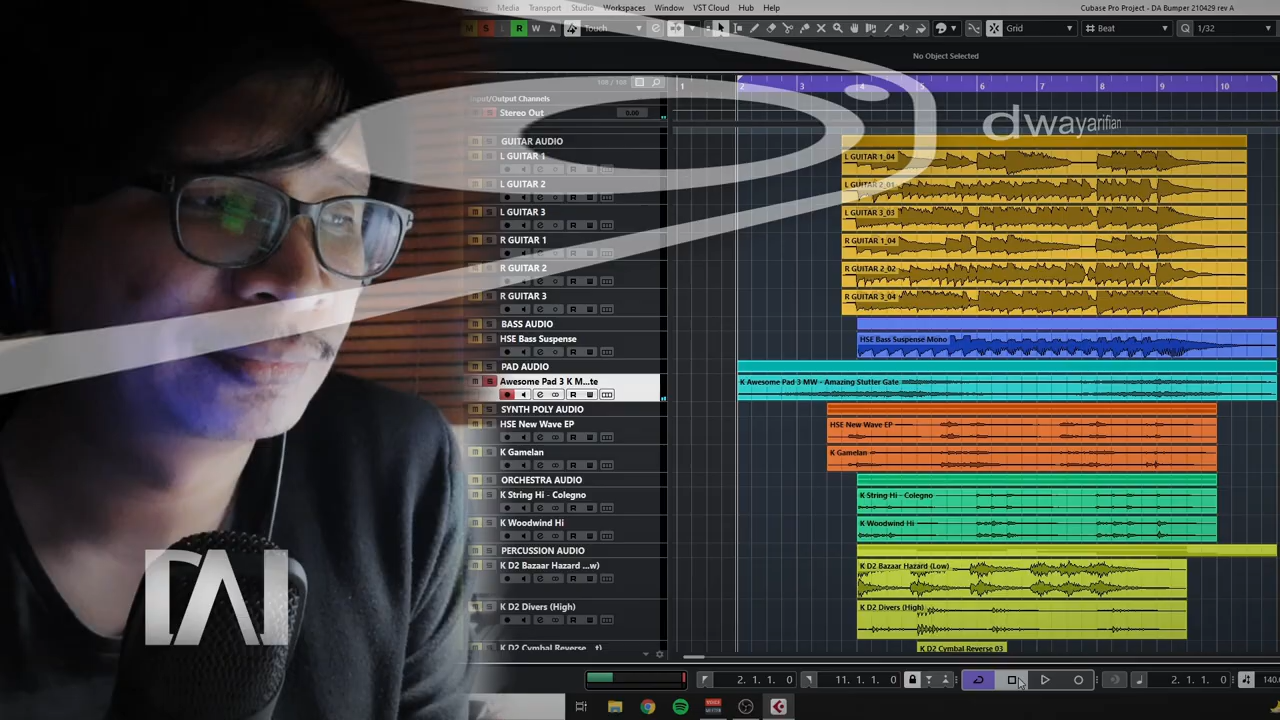 Media Transport Studio Workspaces Window VST Cloud Hub Help Cubase Pro Project - DA Bumper 210429 rev A
M S L R W A Touch Grid Beat Q 1/32
No Object Selected
108 / 108
1 2 3 4 5 6 7 8 9 10
Input/Output Channels
Stereo Out 0.00
dwayarifian
GUITAR AUDIO
L GUITAR 1 L GUITAR 1_04
L GUITAR 2 L GUITAR 2_01
L GUITAR 3 L GUITAR 3_03
R GUITAR 1 R GUITAR 1_04
R GUITAR 2 R GUITAR 2_02
R GUITAR 3 R GUITAR 3_04
BASS AUDIO
HSE Bass Suspense HSE Bass Suspense Mono
PAD AUDIO
Awesome Pad 3 K M...te K Awesome Pad 3 MW - Amazing Stutter Gate
SYNTH POLY AUDIO
HSE New Wave EP HSE New Wave EP
K Gamelan K Gamelan
ORCHESTRA AUDIO
K String Hi - Colegno K String Hi - Colegno
K Woodwind Hi K Woodwind Hi
PERCUSSION AUDIO
K D2 Bazaar Hazard ...w) K D2 Bazaar Hazard (Low)
K D2 Divers (High) K D2 Divers (High)
K D2 Cymbal Reverse ...t) K D2 Cymbal Reverse 03
DA
2. 1. 1. 0 11. 1. 1. 0 2. 1. 1. 0 140.